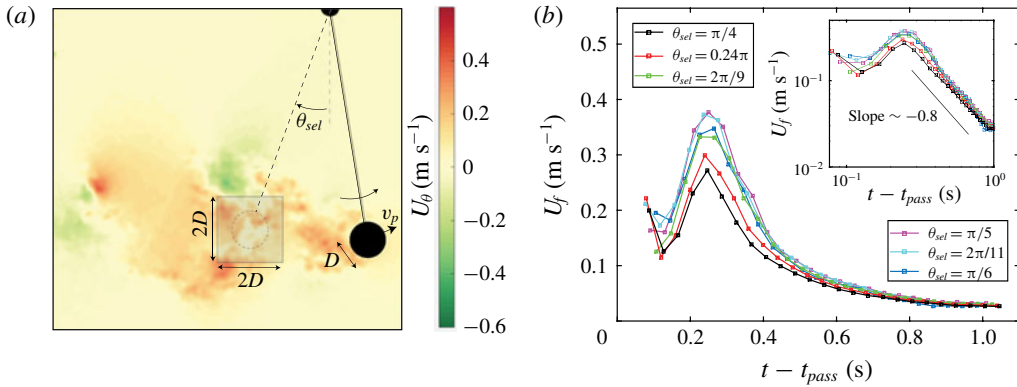 (a)
θsel
2D
2D
D
υp
0.4
0.2
0
−0.2
−0.4
−0.6
Uθ (m s−1)
(b)
0.5
0.4
0.3
0.2
0.1
0
0.2
0.4
0.6
0.8
1.0
Uf (m s−1)
t − tpass (s)
θsel = π/4
θsel = 0.24π
θsel = 2π/9
θsel = π/5
θsel = 2π/11
θsel = π/6
10−1
10−2
10−1
100
Uf (m s−1)
t − tpass (s)
Slope ~ −0.8